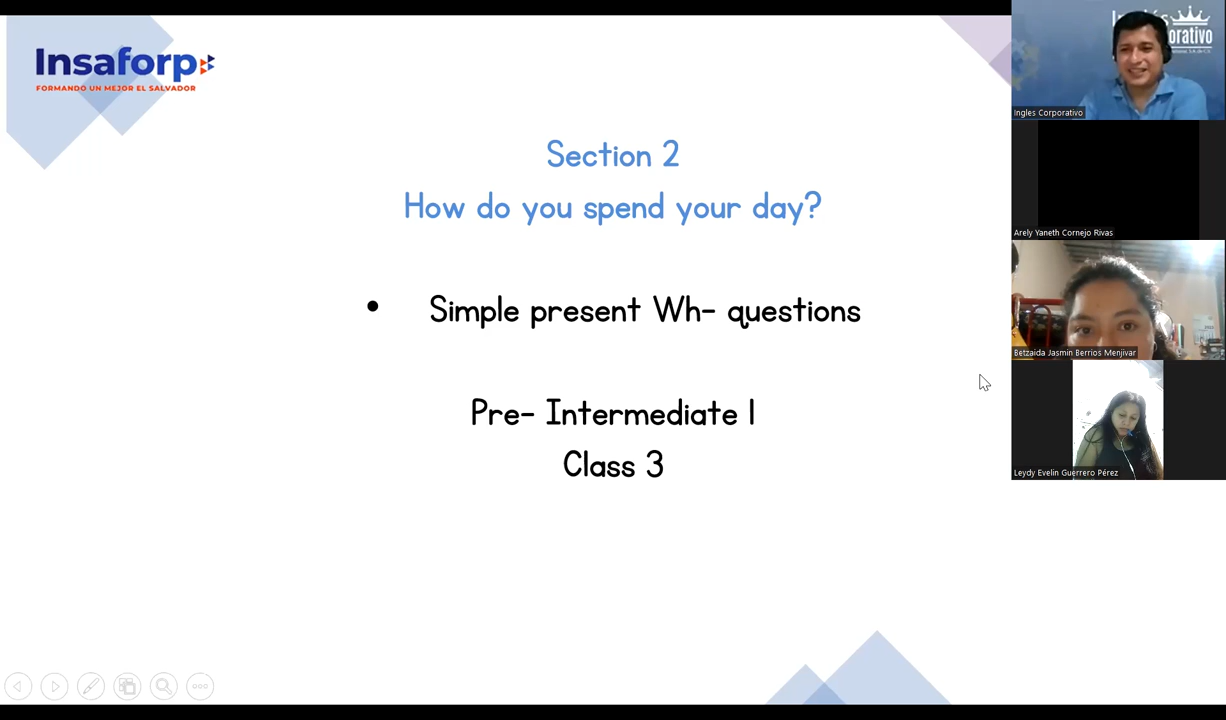 Insaforp
FORMANDO UN MEJOR EL SALVADOR
Section 2
How do you spend your day?
• Simple present Wh- questions
Pre- Intermediate I
Class 3
orativo
Ingles Corporativo
Arely Yaneth Cornejo Rivas
Betzaida Jasmin Berrios Menjivar
Leydy Evelin Guerrero Pérez